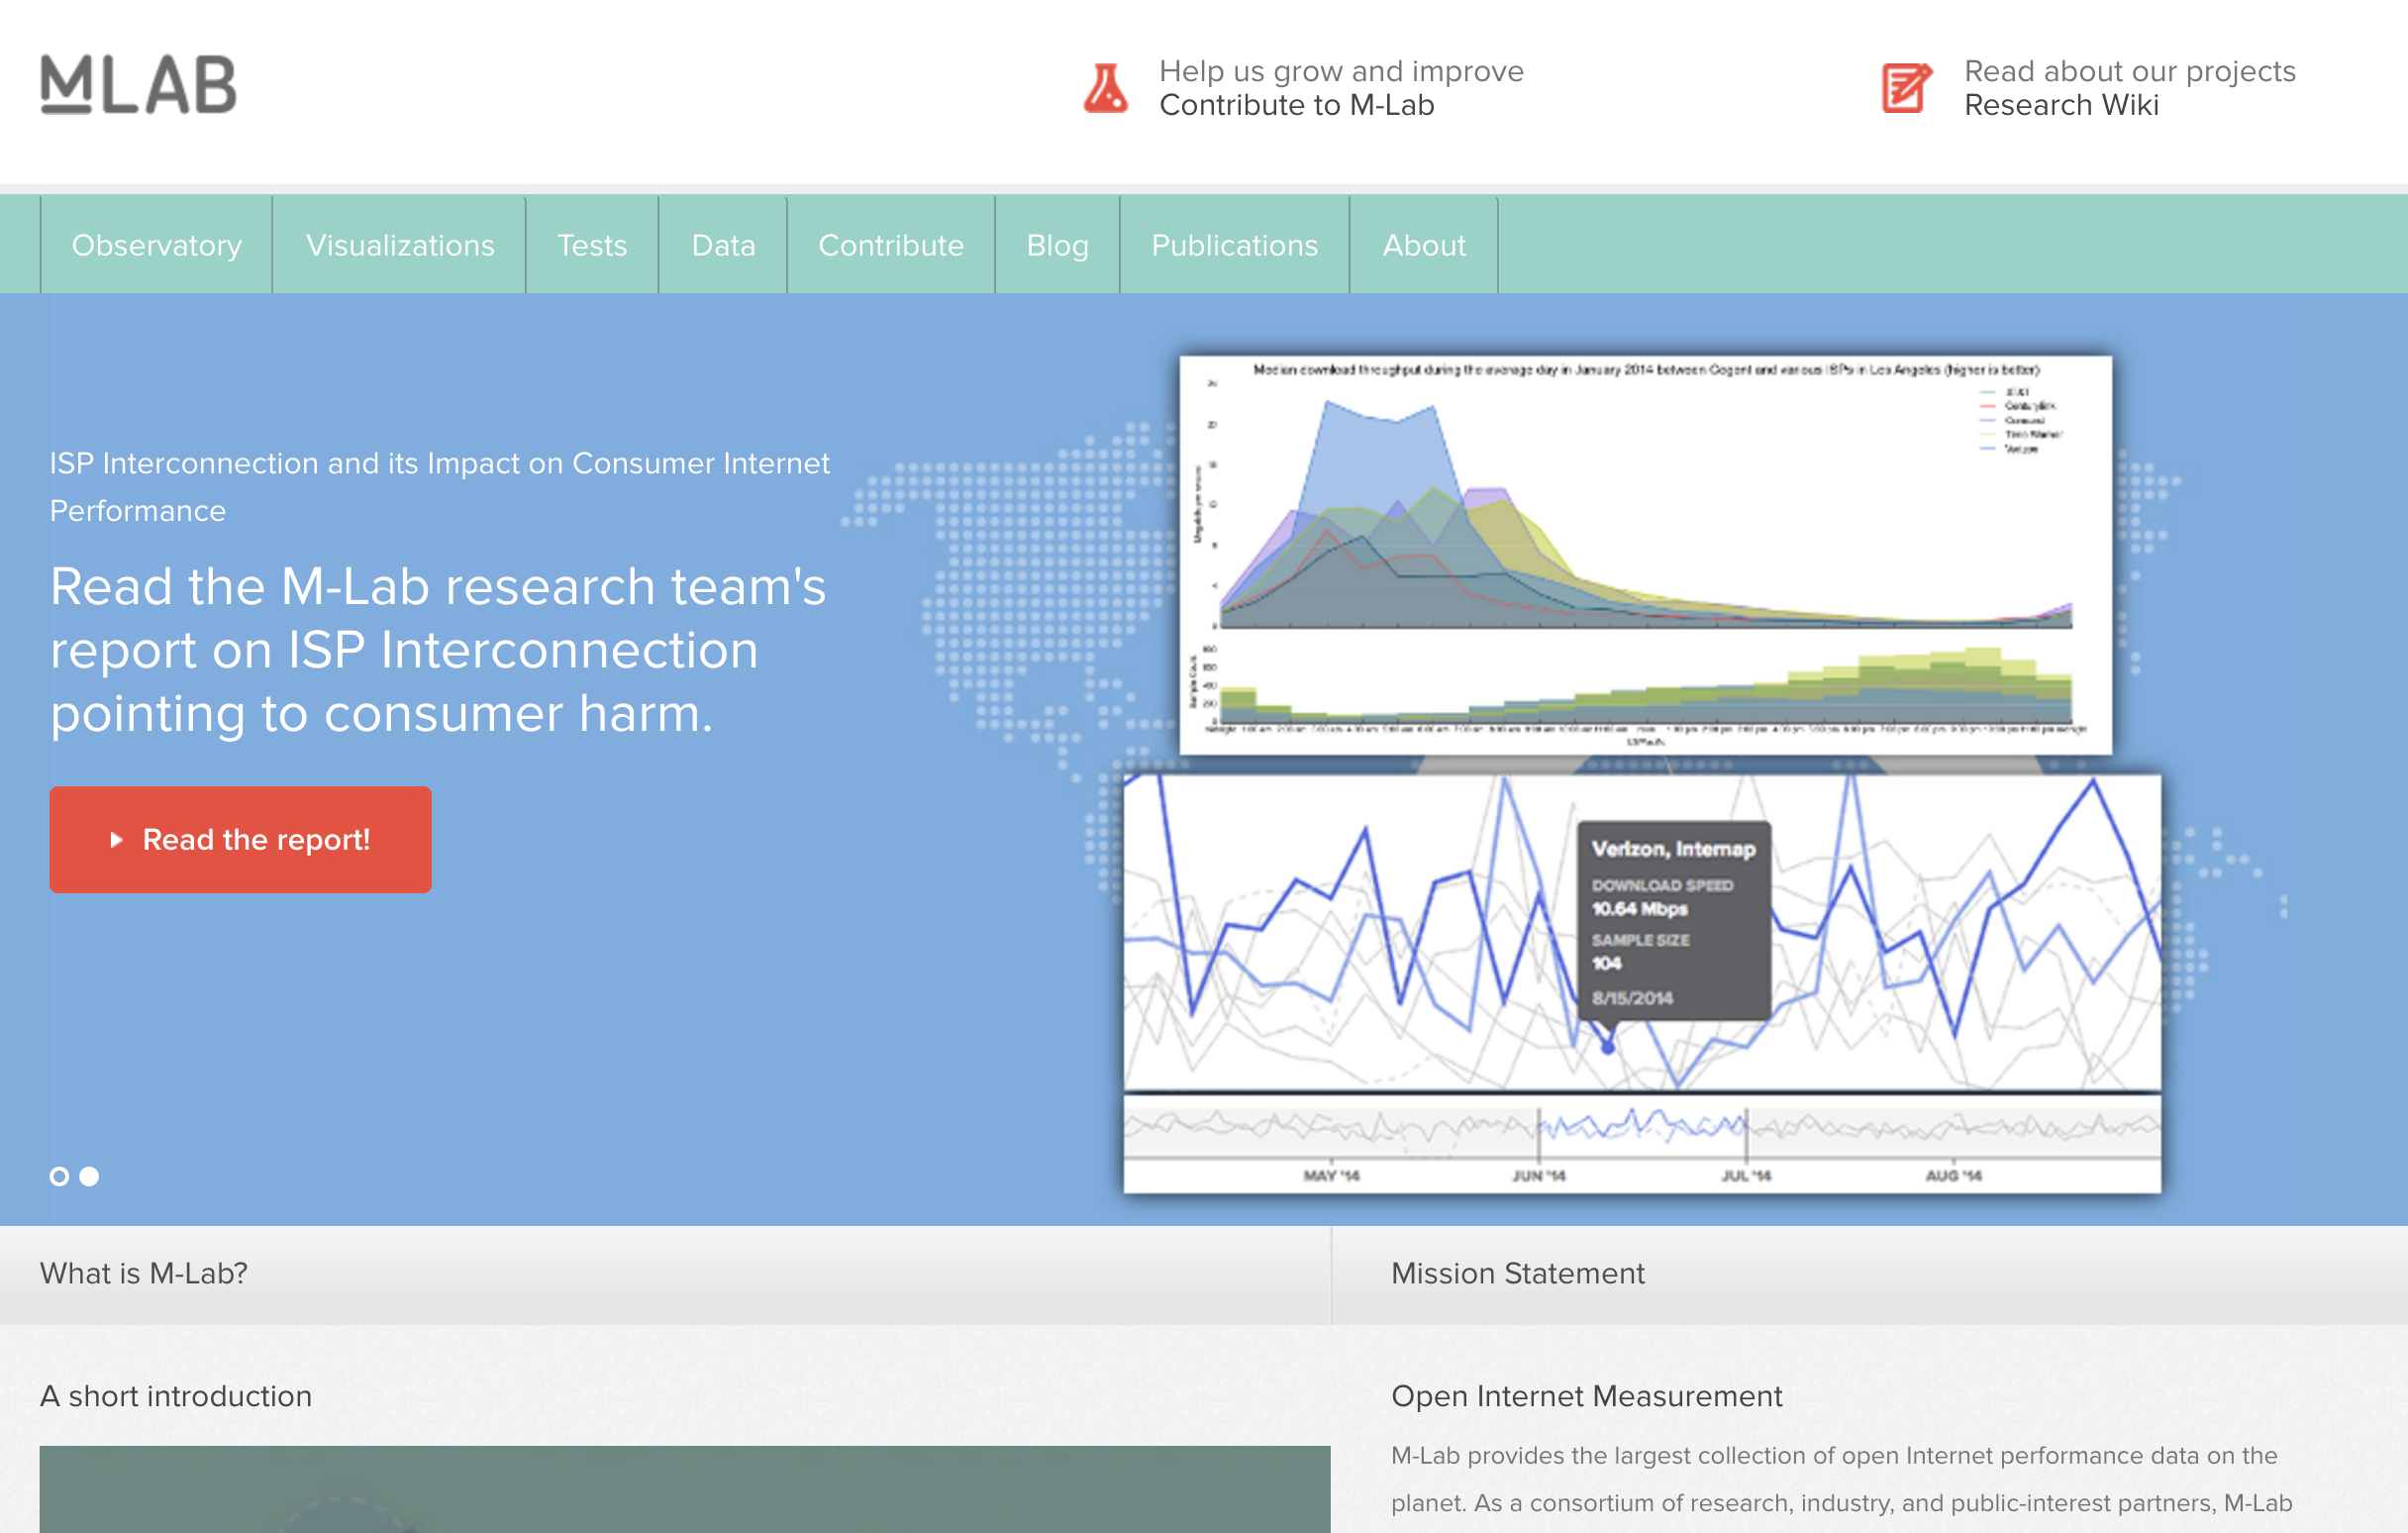 MLAB
Help us grow and improve
Contribute to M-Lab
Read about our projects
Research Wiki
Observatory
Visualizations
Tests
Data
Contribute
Blog
Publications
About
ISP Interconnection and its Impact on Consumer Internet
Performance
Read the M-Lab research team's
report on ISP Interconnection
pointing to consumer harm.
Read the report!
Median download throughput during the average day in January 2014 between Cogent and various ISPs in Los Angeles (higher is better)
AT&T
CenturyLink
Comcast
Time Warner
Verizon
Verizon, Internap
DOWNLOAD SPEED
10.64 Mbps
SAMPLE SIZE
104
8/15/2014
MAY '14
JUN '14
JUL '14
AUG '14
What is M-Lab?
Mission Statement
A short introduction
Open Internet Measurement
M-Lab provides the largest collection of open Internet performance data on the
planet. As a consortium of research, industry, and public-interest partners, M-Lab